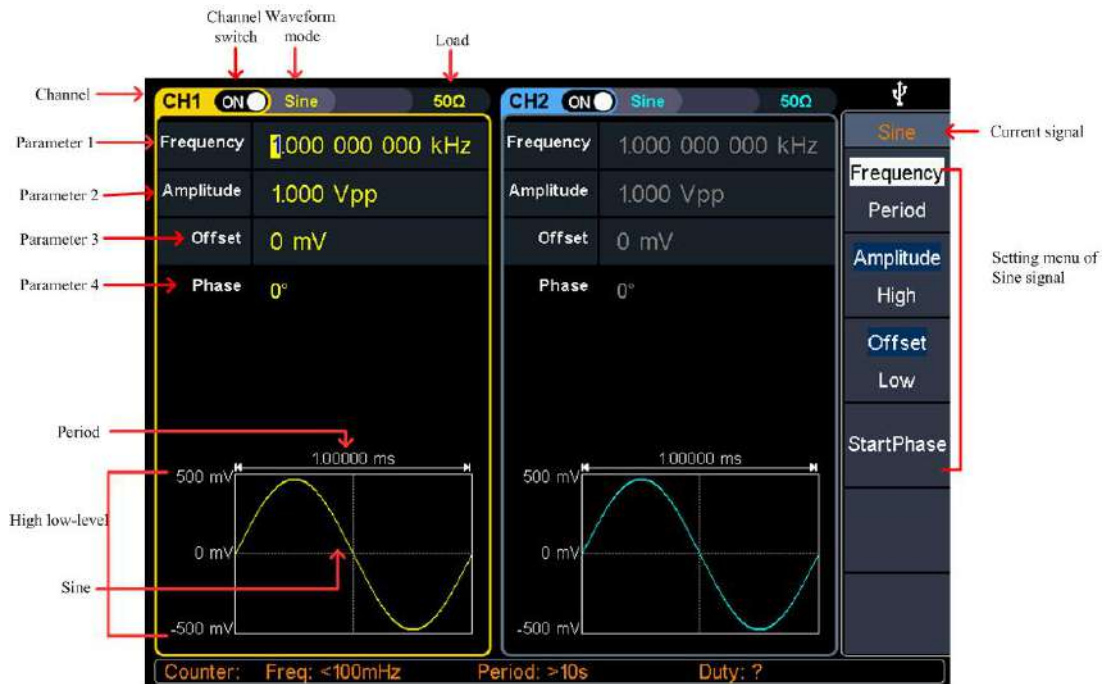 Channel switch
Waveform mode
Load
Channel
CH1 ON Sine 50Ω
CH2 ON Sine 50Ω
Parameter 1
Frequency 1.000 000 000 kHz
Frequency 1.000 000 000 kHz
Parameter 2
Amplitude 1.000 Vpp
Amplitude 1.000 Vpp
Parameter 3
Offset 0 mV
Offset 0 mV
Parameter 4
Phase 0°
Phase 0°
Sine
Current signal
Frequency
Period
Amplitude
High
Offset
Low
StartPhase
Setting menu of
Sine signal
Period
1.00000 ms
500 mV
0 mV
-500 mV
High low-level
Sine
1.00000 ms
500 mV
0 mV
-500 mV
Counter: Freq: <100mHz Period: >10s Duty: ?